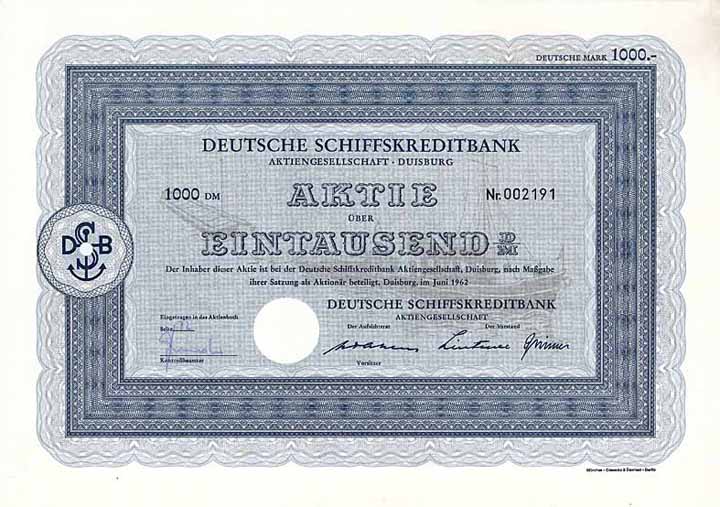 DEUTSCHE MARK 1000.-
DEUTSCHE SCHIFFSKREDITBANK
AKTIENGESELLSCHAFT · DUISBURG
1000 DM AKTIE Nr. 002191
ÜBER
EINTAUSEND DM
DSB
Der Inhaber dieser Aktie ist bei der Deutsche Schiffskreditbank Aktiengesellschaft, Duisburg, nach Maßgabe
ihrer Satzung als Aktionär beteiligt. Duisburg, im Juni 1962
DEUTSCHE SCHIFFSKREDITBANK
AKTIENGESELLSCHAFT
Eingetragen in das Aktienbuch
Der Aufsichtsrat Der Vorstand
Seite
Vorsitzer
Kontrollbeamter